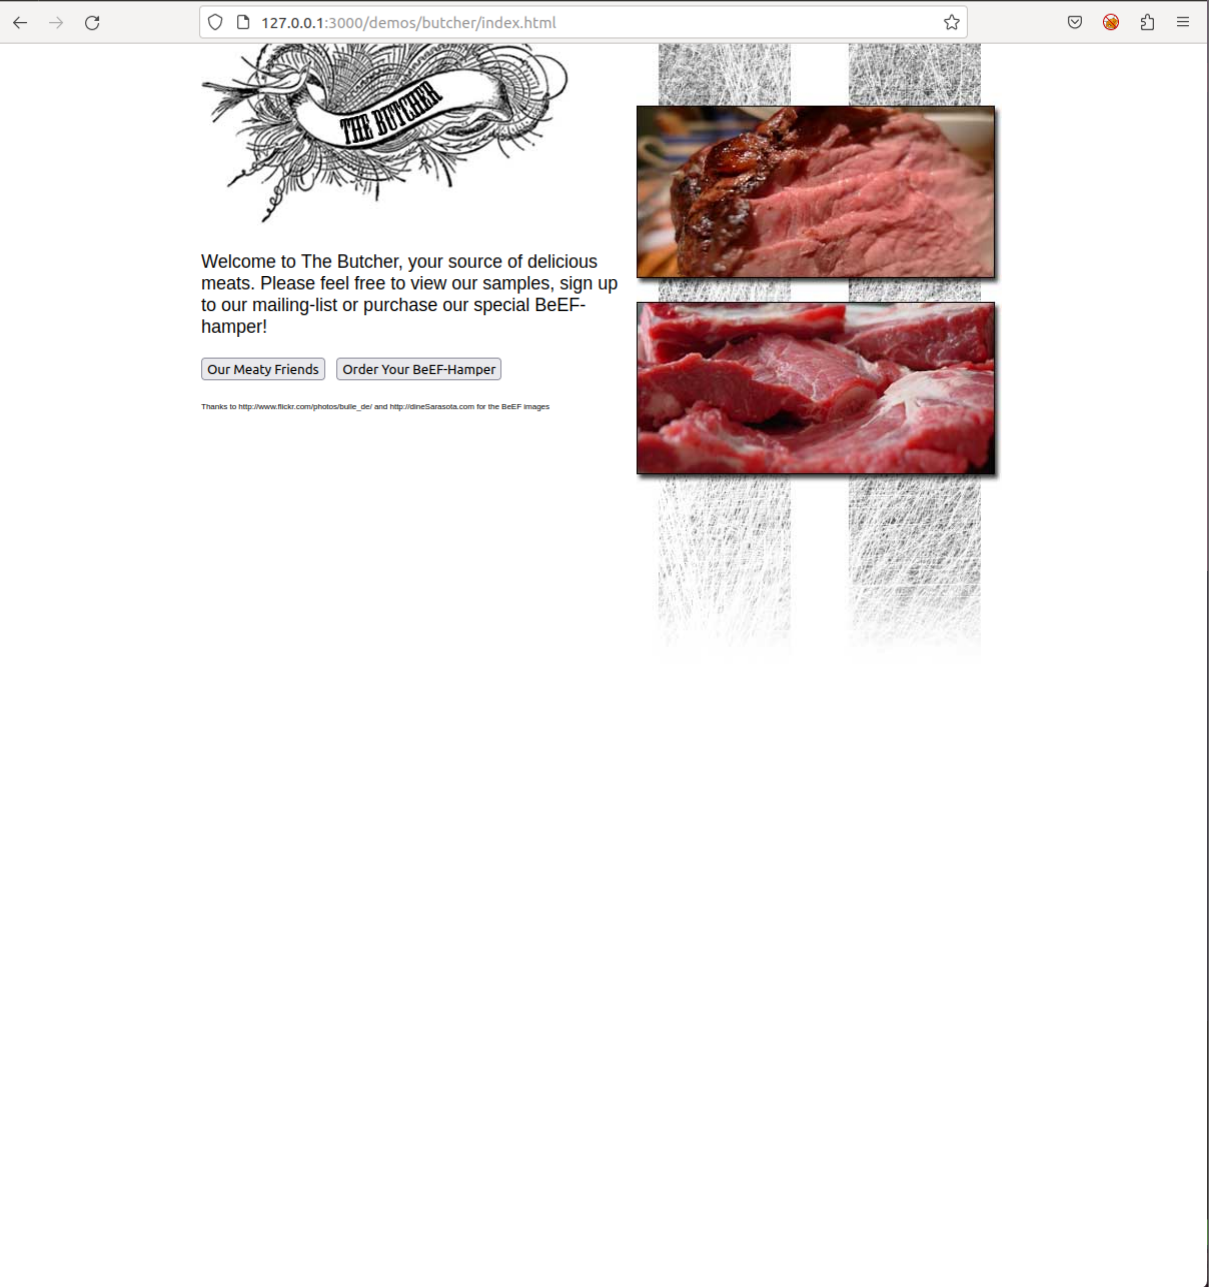 127.0.0.1:3000/demos/butcher/index.html
THE BUTCHER
Welcome to The Butcher, your source of delicious
meats. Please feel free to view our samples, sign up
to our mailing-list or purchase our special BeEF-
hamper!
Our Meaty Friends
Order Your BeEF-Hamper
Thanks to http://www.flickr.com/photos/bulle_de/ and http://dineSarasota.com for the BeEF images